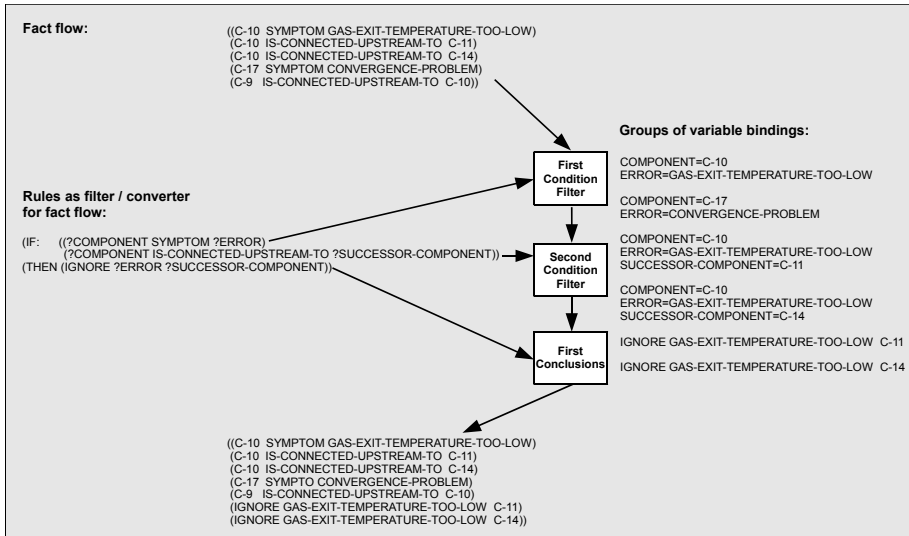 Fact flow:
((C-10 SYMPTOM GAS-EXIT-TEMPERATURE-TOO-LOW)
(C-10 IS-CONNECTED-UPSTREAM-TO C-11)
(C-10 IS-CONNECTED-UPSTREAM-TO C-14)
(C-17 SYMPTOM CONVERGENCE-PROBLEM)
(C-9 IS-CONNECTED-UPSTREAM-TO C-10))
Rules as filter / converter
for fact flow:
(IF: ((?COMPONENT SYMPTOM ?ERROR)
(?COMPONENT IS-CONNECTED-UPSTREAM-TO ?SUCCESSOR-COMPONENT))
(THEN (IGNORE ?ERROR ?SUCCESSOR-COMPONENT))
First
Condition
Filter
Second
Condition
Filter
First
Conclusions
Groups of variable bindings:
COMPONENT=C-10
ERROR=GAS-EXIT-TEMPERATURE-TOO-LOW
COMPONENT=C-17
ERROR=CONVERGENCE-PROBLEM
COMPONENT=C-10
ERROR=GAS-EXIT-TEMPERATURE-TOO-LOW
SUCCESSOR-COMPONENT=C-11
COMPONENT=C-10
ERROR=GAS-EXIT-TEMPERATURE-TOO-LOW
SUCCESSOR-COMPONENT=C-14
IGNORE GAS-EXIT-TEMPERATURE-TOO-LOW C-11
IGNORE GAS-EXIT-TEMPERATURE-TOO-LOW C-14
((C-10 SYMPTOM GAS-EXIT-TEMPERATURE-TOO-LOW)
(C-10 IS-CONNECTED-UPSTREAM-TO C-11)
(C-10 IS-CONNECTED-UPSTREAM-TO C-14)
(C-17 SYMPTO CONVERGENCE-PROBLEM)
(C-9 IS-CONNECTED-UPSTREAM-TO C-10)
(IGNORE GAS-EXIT-TEMPERATURE-TOO-LOW C-11)
(IGNORE GAS-EXIT-TEMPERATURE-TOO-LOW C-14))